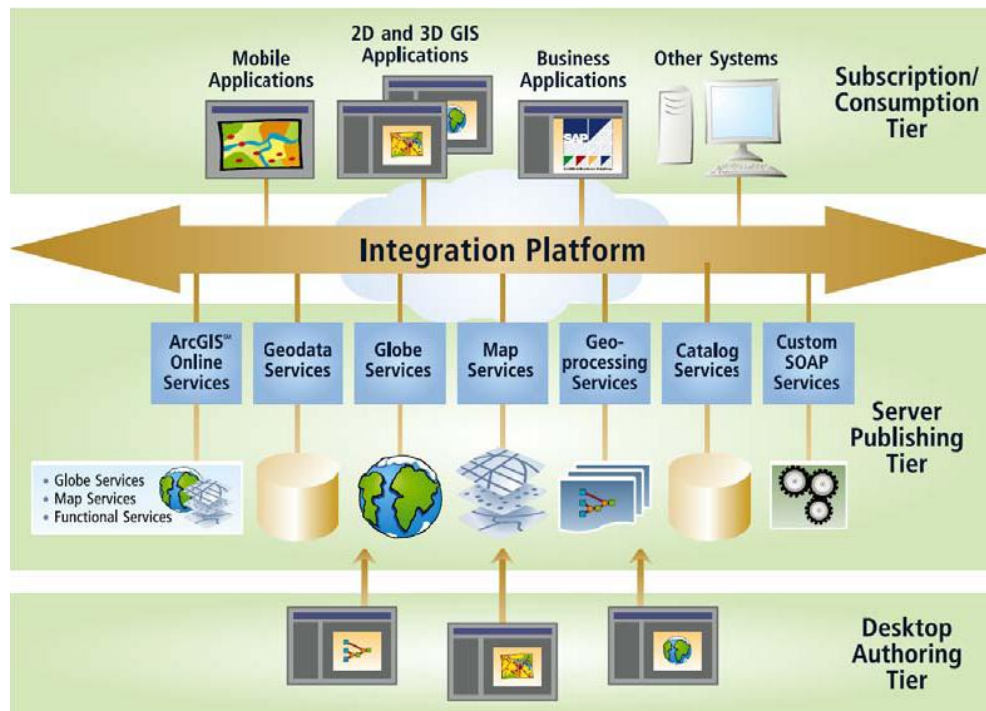 2D and 3D GIS
Applications
Mobile
Applications
Business
Applications
Other Systems
Subscription/
Consumption
Tier
SAP
Integration Platform
ArcGIS℠
Online
Services
Geodata
Services
Globe
Services
Map
Services
Geo-
processing
Services
Catalog
Services
Custom
SOAP
Services
Server
Publishing
Tier
• Globe Services
• Map Services
• Functional Services
Desktop
Authoring
Tier